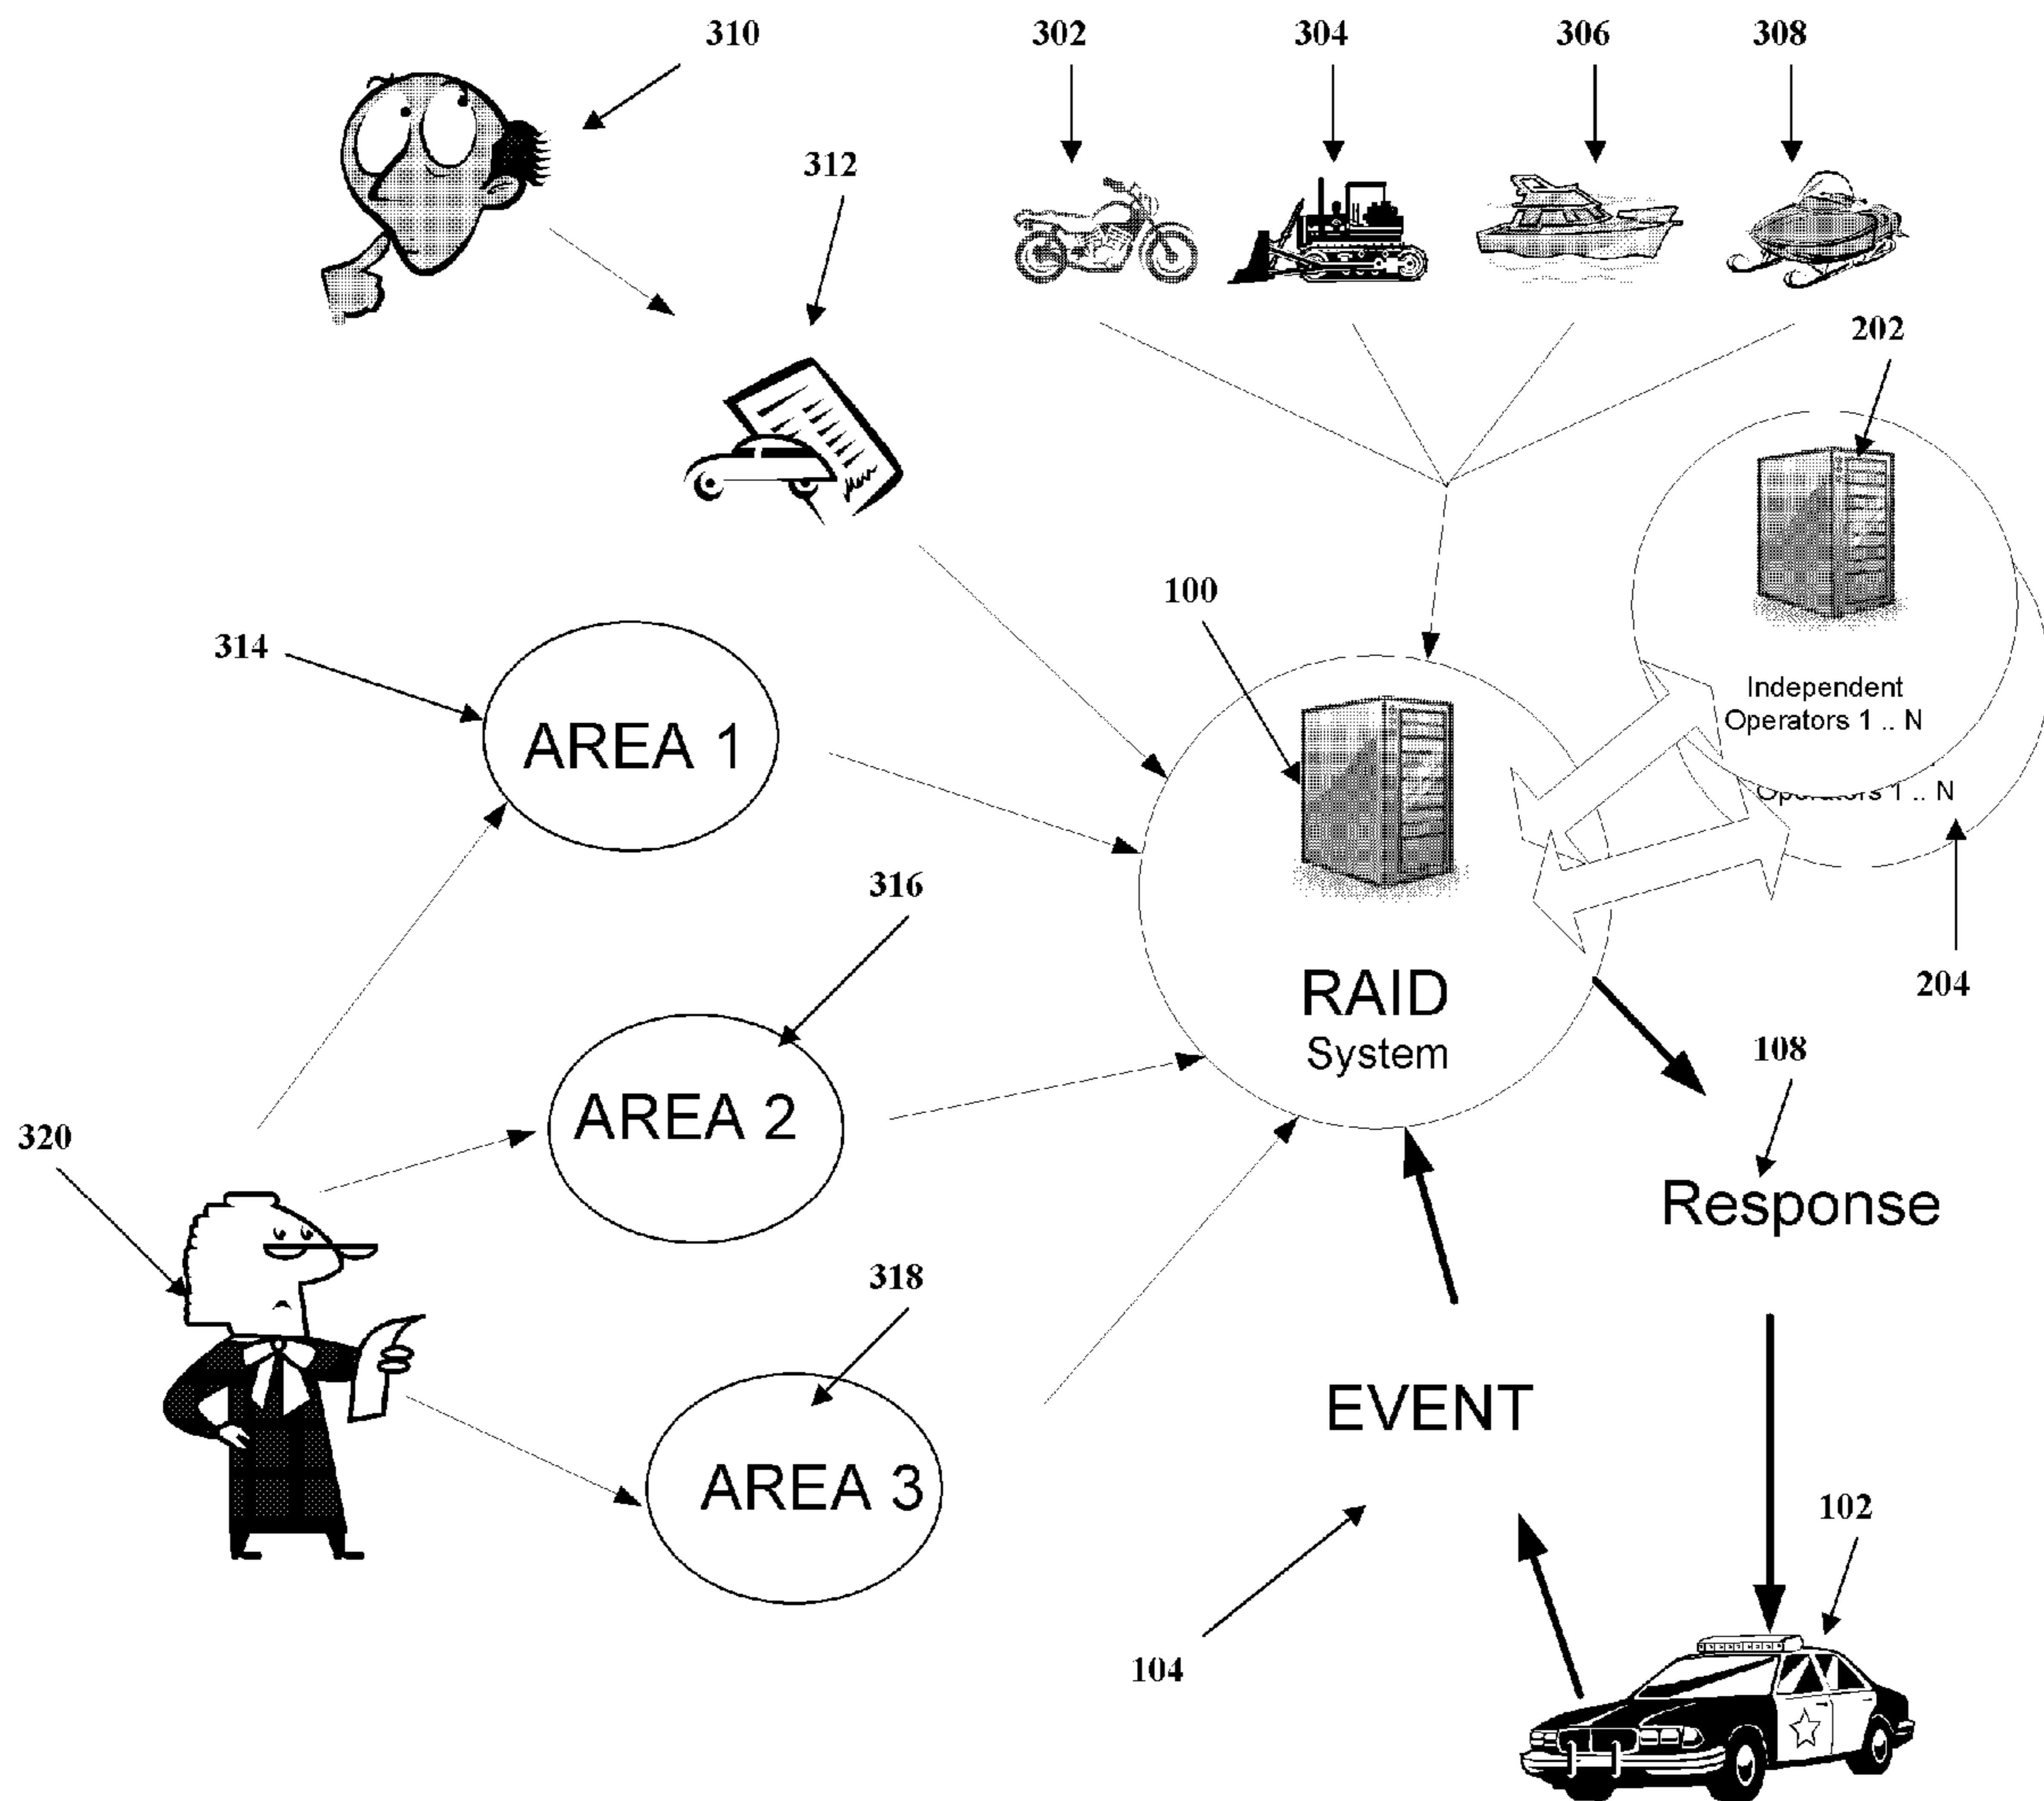 310
302
304
306
308
312
202
100
314
AREA 1
Independent
Operators 1 .. N
Operators 1 .. N
316
204
RAID
System
108
AREA 2
320
Response
318
EVENT
AREA 3
102
104